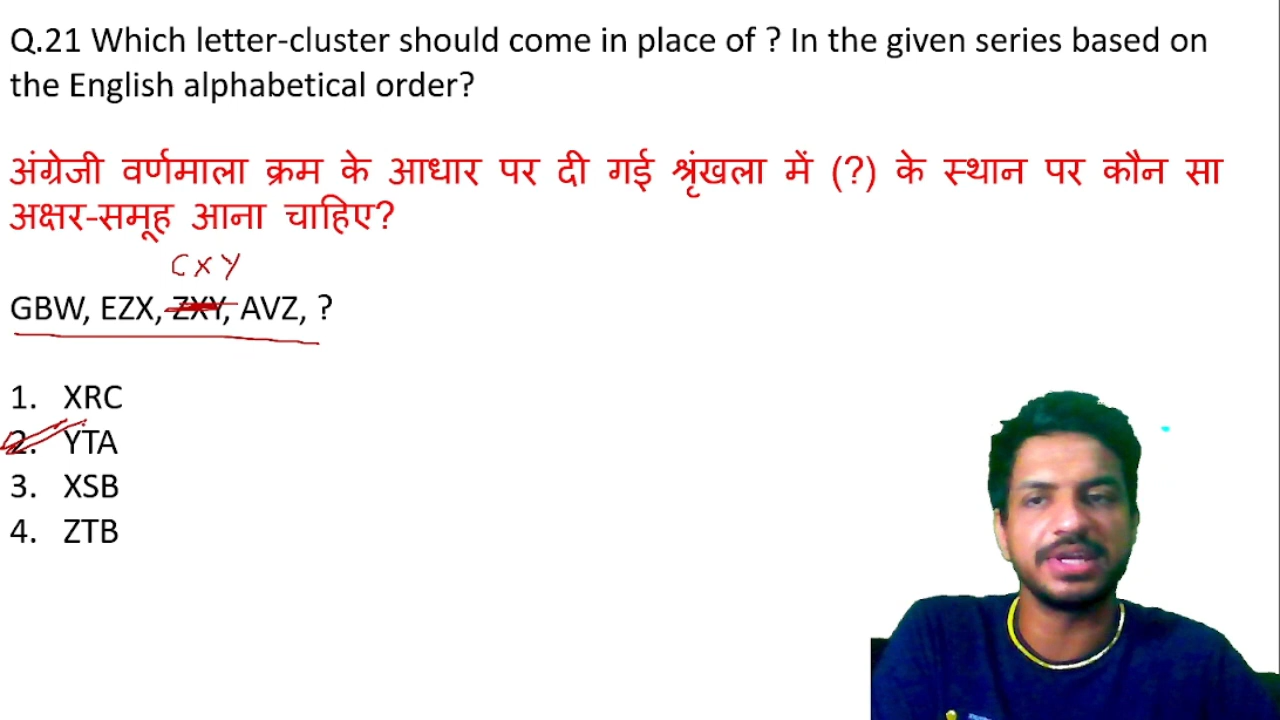 Q.21 Which letter-cluster should come in place of ? In the given series based on
the English alphabetical order?
अंग्रेजी वर्णमाला क्रम के आधार पर दी गई श्रृंखला में (?) के स्थान पर कौन सा
अक्षर-समूह आना चाहिए?
CXY
GBW, EZX, ZXY, AVZ, ?
1. XRC
2. YTA
3. XSB
4. ZTB